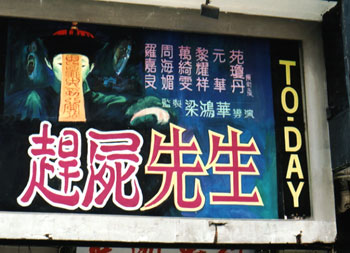 苑瓊丹
元華
黎耀祥
萬綺雯
周海媚
羅嘉良
監製 梁鴻華 導演
趕屍先生
TO-DAY